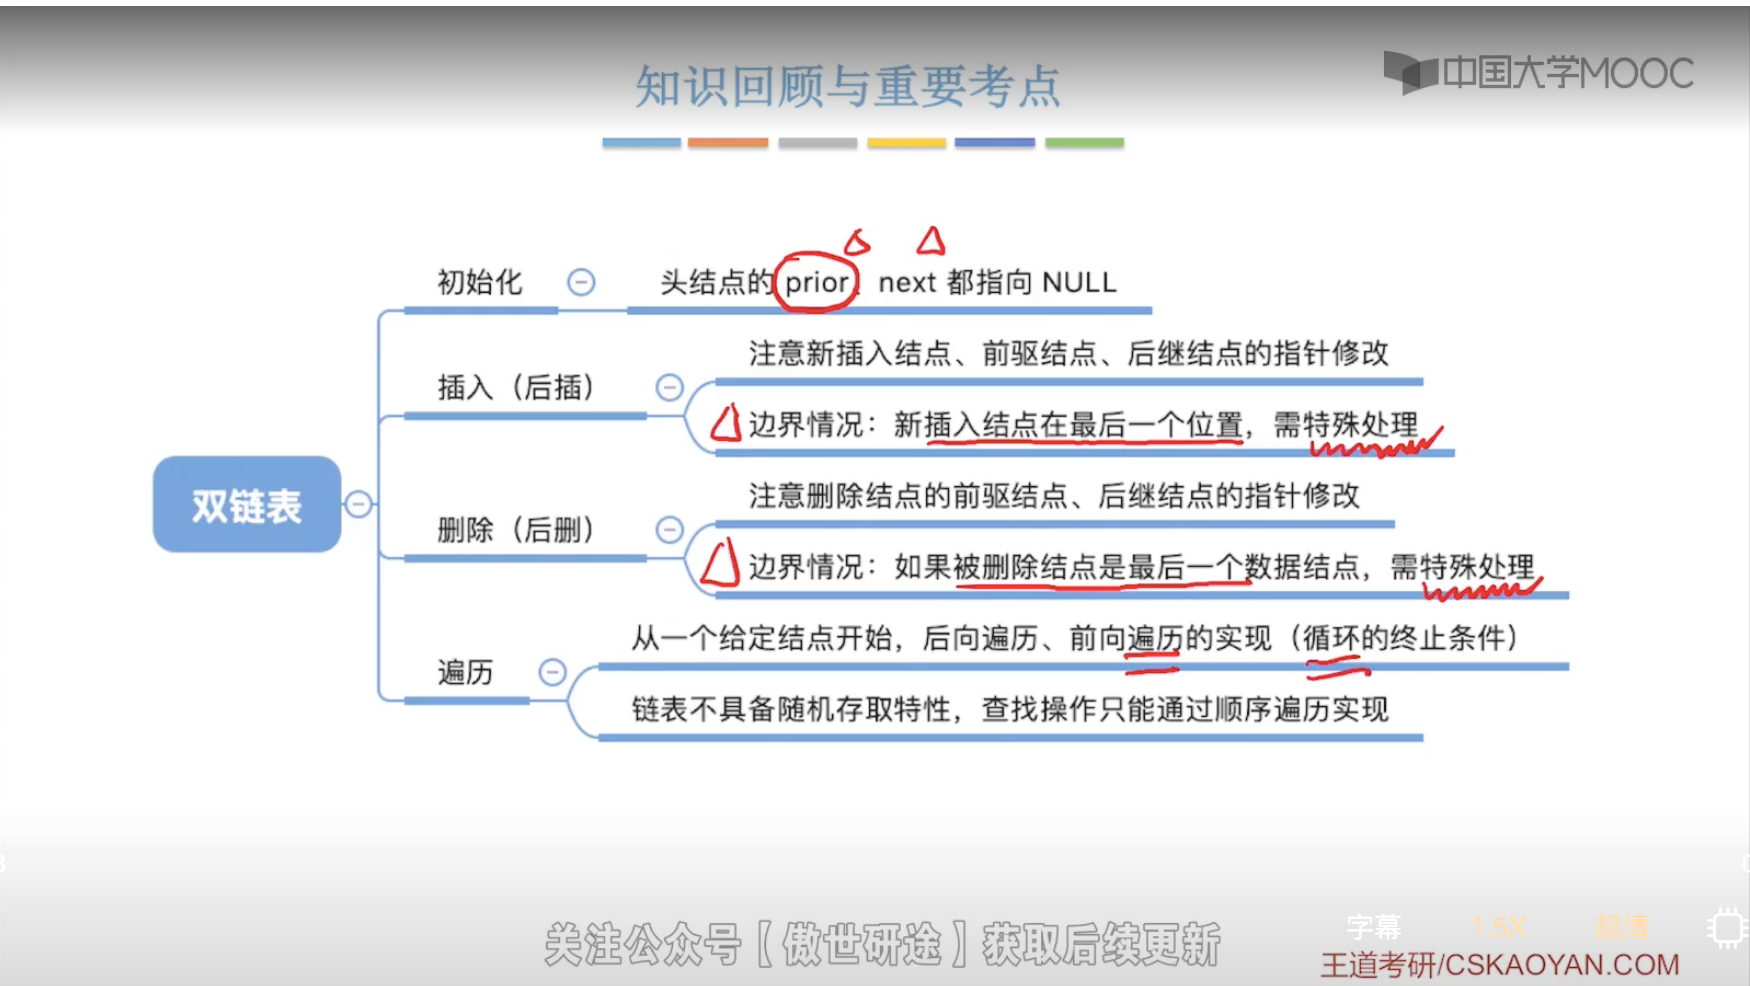 知识回顾与重要考点
中国大学MOOC
初始化
头结点的 prior、next 都指向 NULL
注意新插入结点、前驱结点、后继结点的指针修改
插入（后插）
边界情况：新插入结点在最后一个位置，需特殊处理
注意删除结点的前驱结点、后继结点的指针修改
双链表
删除（后删）
边界情况：如果被删除结点是最后一个数据结点，需特殊处理
从一个给定结点开始，后向遍历、前向遍历的实现（循环的终止条件）
遍历
链表不具备随机存取特性，查找操作只能通过顺序遍历实现
字幕 1.5X 超清
关注公众号【傲世研途】获取后续更新
王道考研/CSKAOYAN.COM